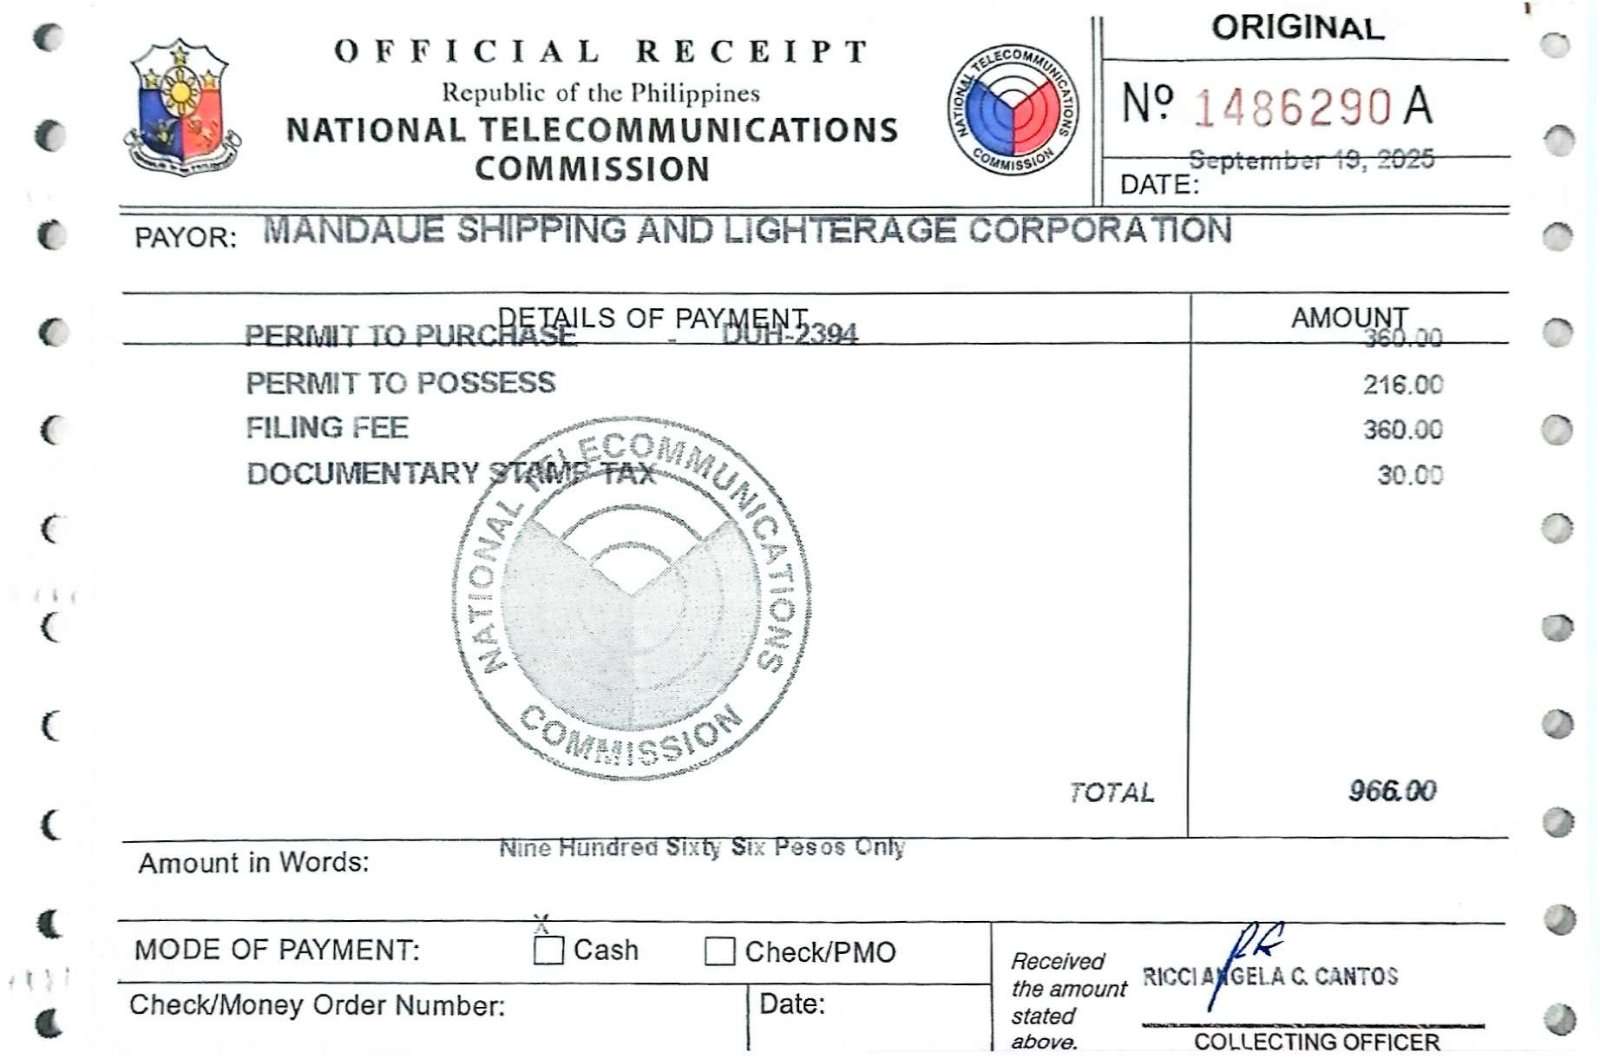 ORIGINAL
OFFICIAL RECEIPT
Republic of the Philippines
NATIONAL TELECOMMUNICATIONS
COMMISSION
NATIONAL TELECOMMUNICATIONS COMMISSION
Nº 1486290 A
September 19, 2025
DATE:
PAYOR: MANDAUE SHIPPING AND LIGHTERAGE CORPORATION
DETAILS OF PAYMENT AMOUNT
PERMIT TO PURCHASE - DUH-2394 360.00
PERMIT TO POSSESS 216.00
FILING FEE 360.00
DOCUMENTARY STAMP TAX 30.00
NATIONAL TELECOMMUNICATIONS COMMISSION
TOTAL 966.00
Nine Hundred Sixty Six Pesos Only
Amount in Words:
X
MODE OF PAYMENT: Cash Check/PMO
Check/Money Order Number: Date:
Received
the amount
stated
above.
RICCI ANGELA C. CANTOS
COLLECTING OFFICER